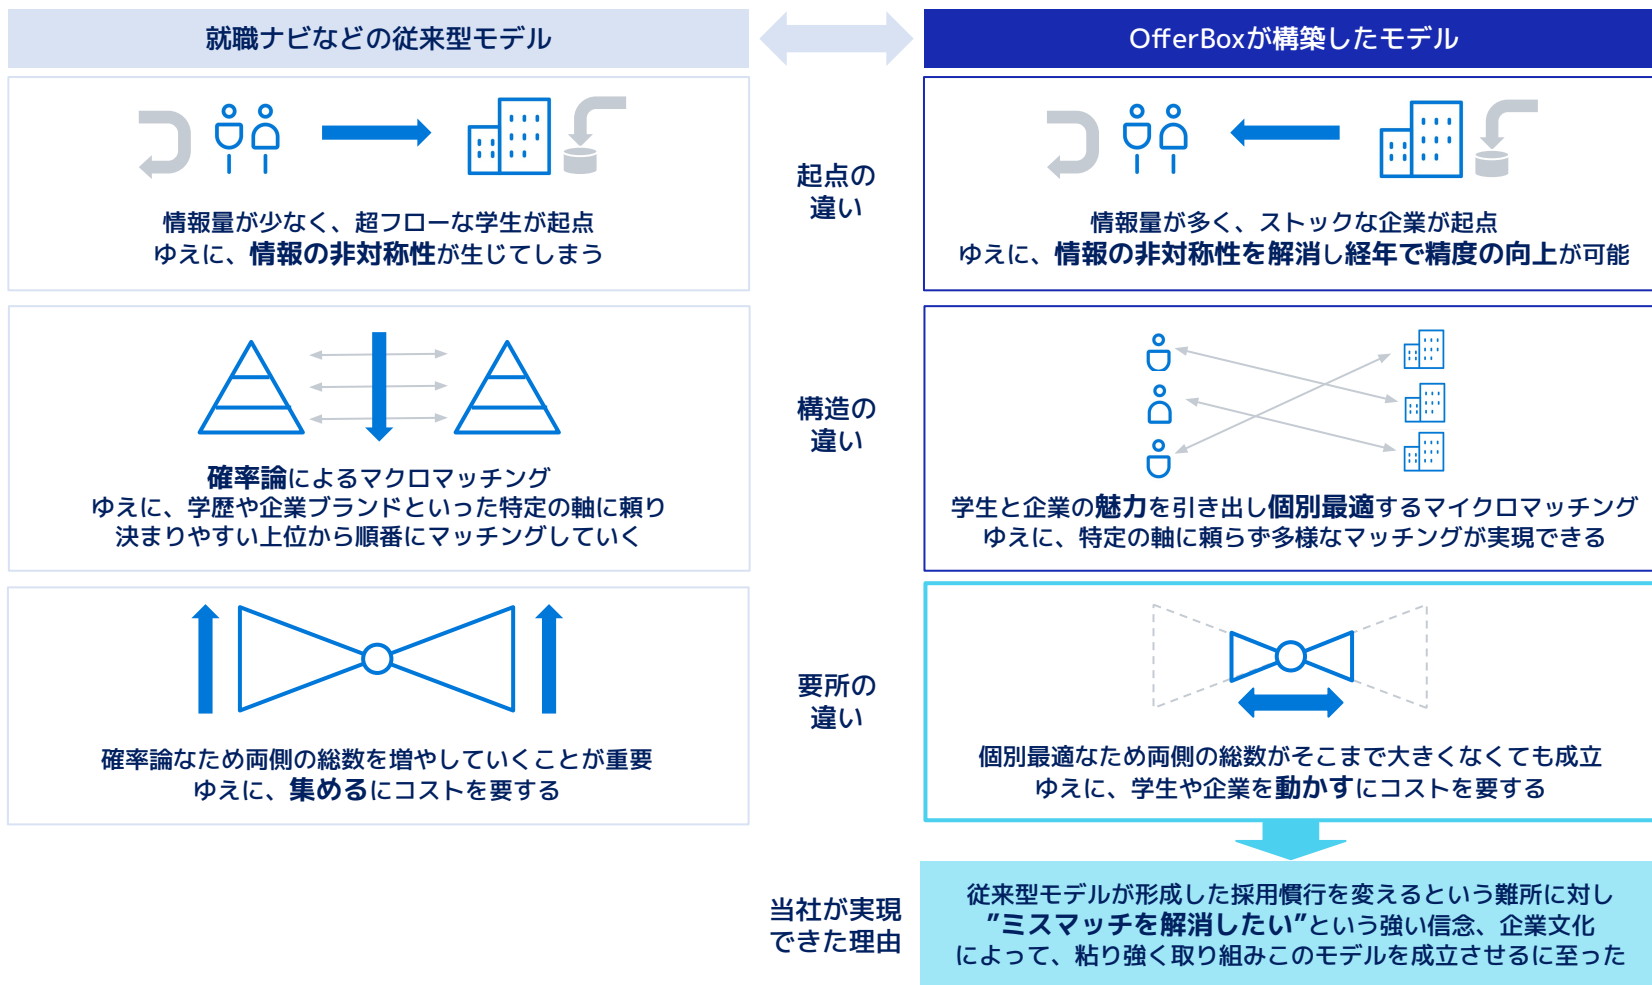 就職ナビなどの従来型モデル
OfferBoxが構築したモデル
情報量が少なく、超フローな学生が起点
ゆえに、情報の非対称性が生じてしまう
起点の
違い
情報量が多く、ストックな企業が起点
ゆえに、情報の非対称性を解消し経年で精度の向上が可能
確率論によるマクロマッチング
ゆえに、学歴や企業ブランドといった特定の軸に頼り
決まりやすい上位から順番にマッチングしていく
構造の
違い
学生と企業の魅力を引き出し個別最適するマイクロマッチング
ゆえに、特定の軸に頼らず多様なマッチングが実現できる
確率論なため両側の総数を増やしていくことが重要
ゆえに、集めるにコストを要する
要所の
違い
個別最適なため両側の総数がそこまで大きくなくても成立
ゆえに、学生や企業を動かすにコストを要する
当社が実現
できた理由
従来型モデルが形成した採用慣行を変えるという難所に対し
”ミスマッチを解消したい”という強い信念、企業文化
によって、粘り強く取り組みこのモデルを成立させるに至った